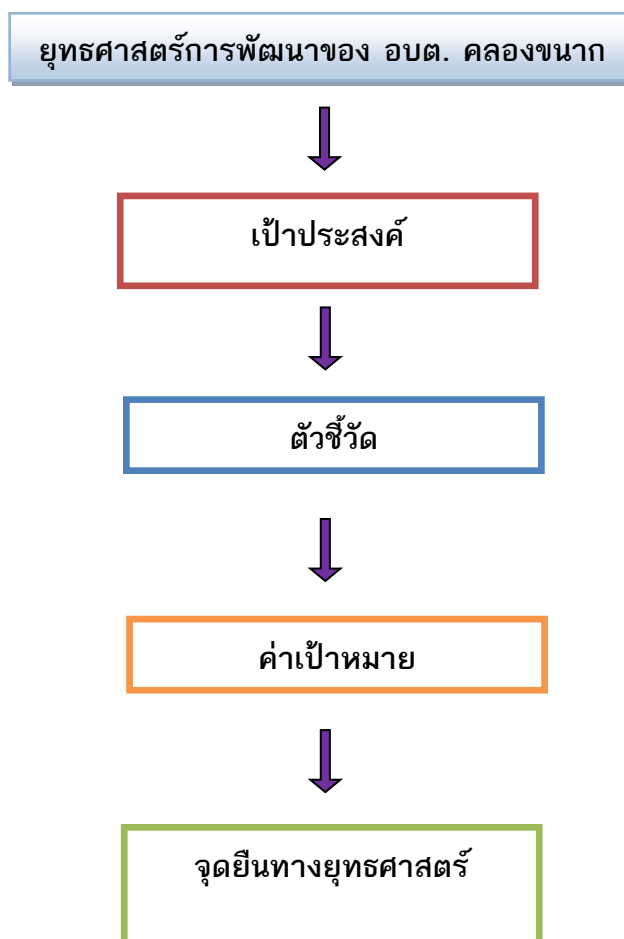 ยุทธศาสตร์การพัฒนาของ อบต. คลองขนาก
เป้าประสงค์
ตัวชี้วัด
ค่าเป้าหมาย
จุดยืนทางยุทธศาสตร์